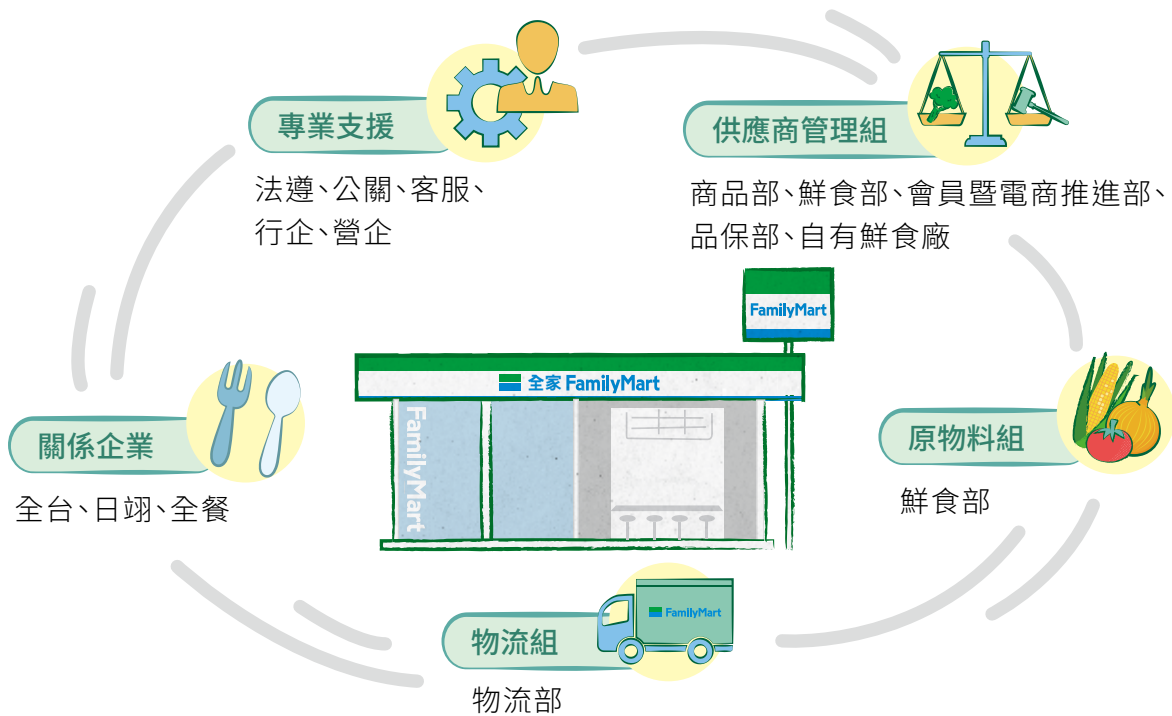 專業支援
法遵、公關、客服、
行企、營企
供應商管理組
商品部、鮮食部、會員暨電商推進部、
品保部、自有鮮食廠
FamilyMart
全家 FamilyMart
FamilyMart
關係企業
全台、日翊、全餐
原物料組
鮮食部
物流組
FamilyMart
物流部